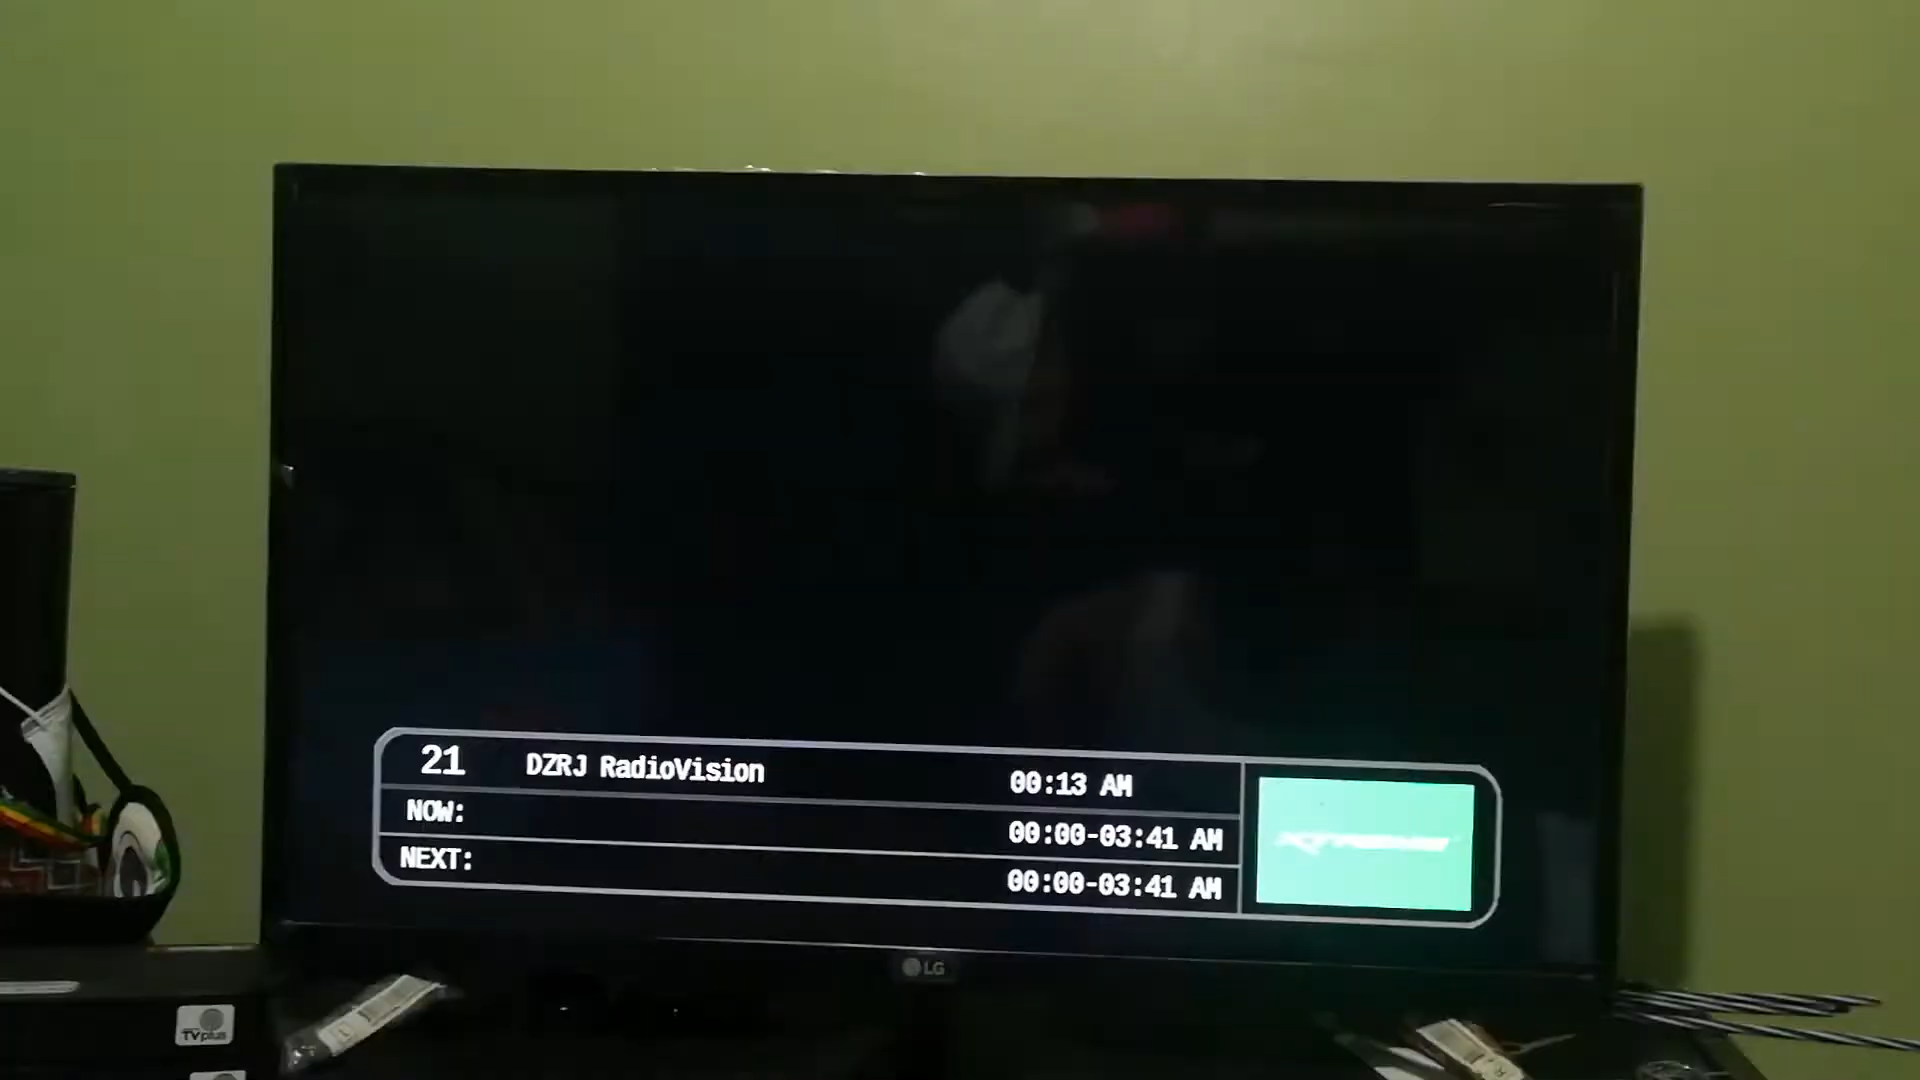 21 DZRJ RadioVision 00:13 AM
NOW: 00:00-03:41 AM
NEXT: 00:00-03:41 AM
LG
TVplus